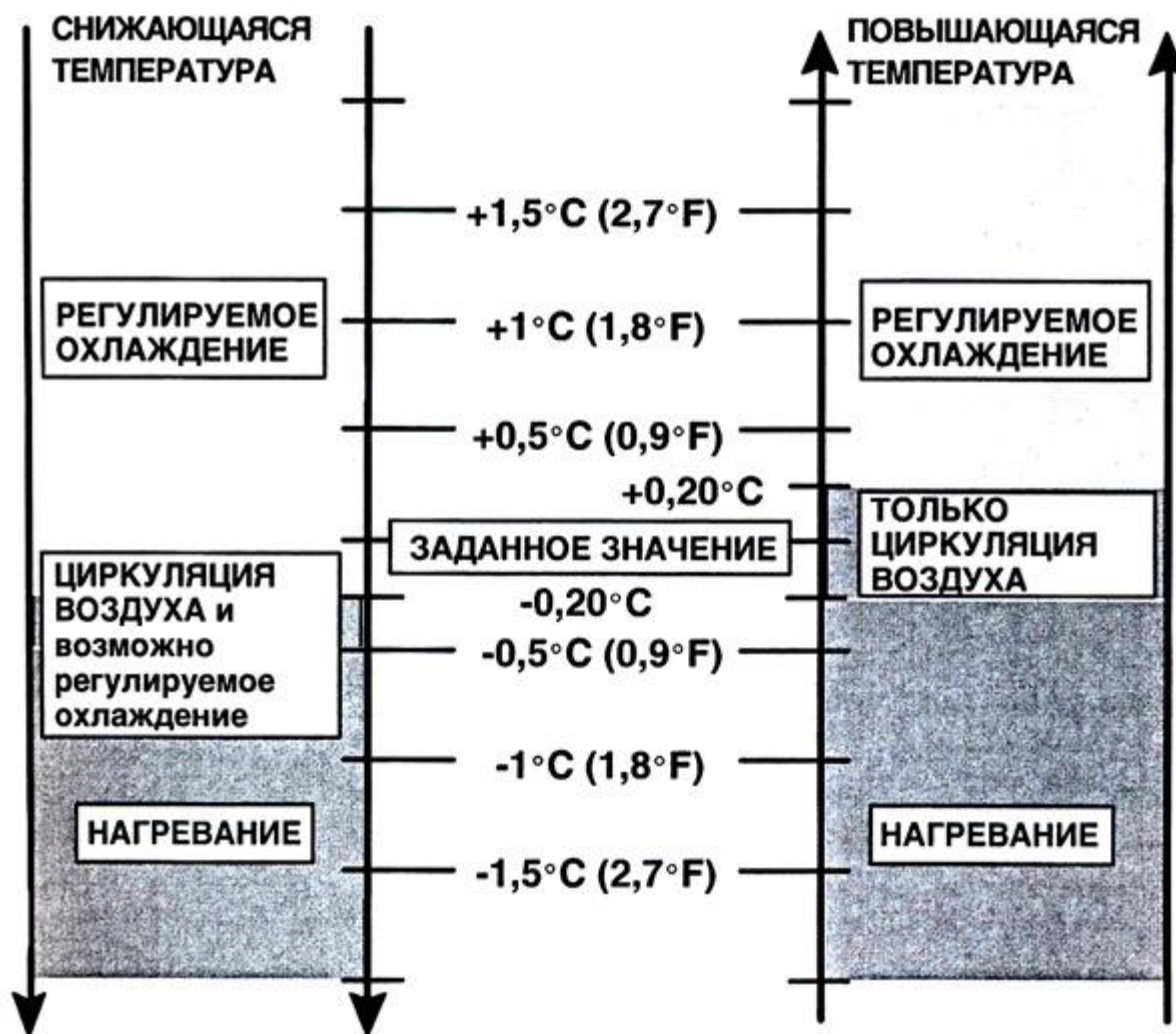 СНИЖАЮЩАЯСЯ
ТЕМПЕРАТУРА
ПОВЫШАЮЩАЯСЯ
ТЕМПЕРАТУРА
+1,5°C (2,7°F)
РЕГУЛИРУЕМОЕ
ОХЛАЖДЕНИЕ
+1°C (1,8°F)
РЕГУЛИРУЕМОЕ
ОХЛАЖДЕНИЕ
+0,5°C (0,9°F)
+0,20°C
ЗАДАННОЕ ЗНАЧЕНИЕ
ТОЛЬКО
ЦИРКУЛЯЦИЯ
ВОЗДУХА
ЦИРКУЛЯЦИЯ
ВОЗДУХА и
возможно
регулируемое
охлаждение
-0,20°C
-0,5°C (0,9°F)
-1°C (1,8°F)
НАГРЕВАНИЕ
НАГРЕВАНИЕ
-1,5°C (2,7°F)